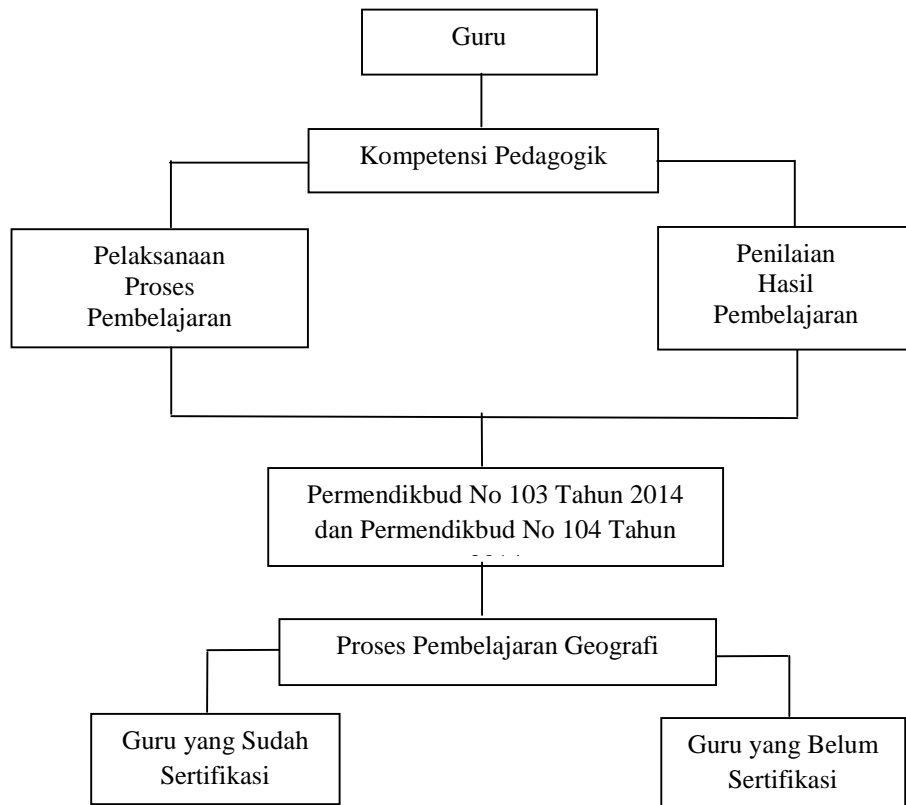 Guru
Kompetensi Pedagogik
Pelaksanaan
Proses
Pembelajaran
Penilaian
Hasil
Pembelajaran
Permendikbud No 103 Tahun 2014
dan Permendikbud No 104 Tahun
Proses Pembelajaran Geografi
Guru yang Sudah
Sertifikasi
Guru yang Belum
Sertifikasi